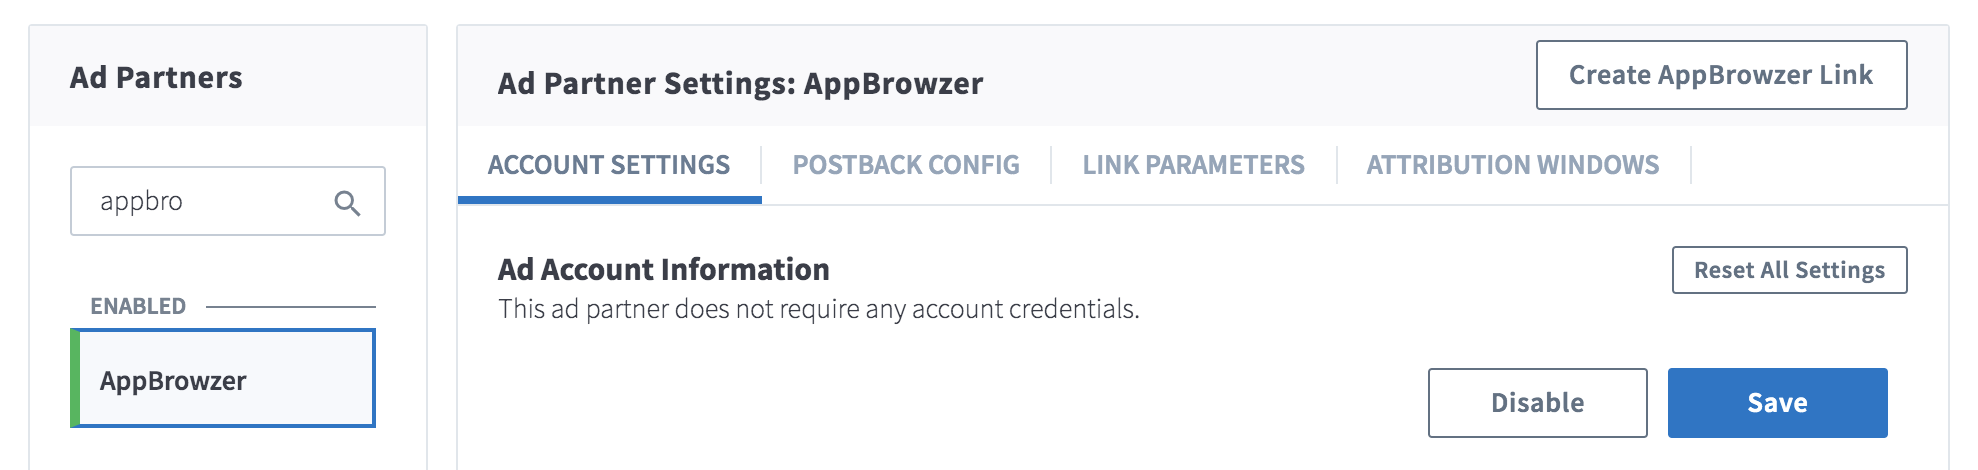 Ad Partners
appbro
ENABLED
AppBrowzer
Ad Partner Settings: AppBrowzer
Create AppBrowzer Link
ACCOUNT SETTINGS
POSTBACK CONFIG
LINK PARAMETERS
ATTRIBUTION WINDOWS
Ad Account Information
Reset All Settings
This ad partner does not require any account credentials.
Disable
Save